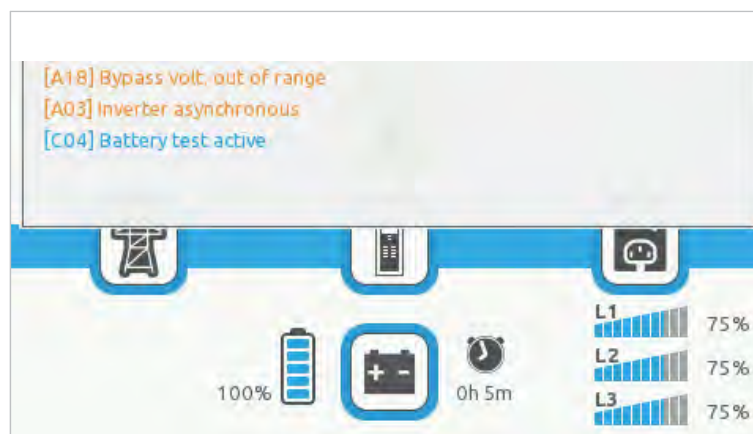 [A18] Bypass volt. out of range
[A03] Inverter asynchronous
[C04] Battery test active
L1 75%
L2 75%
100% 0h 5m
L3 75%